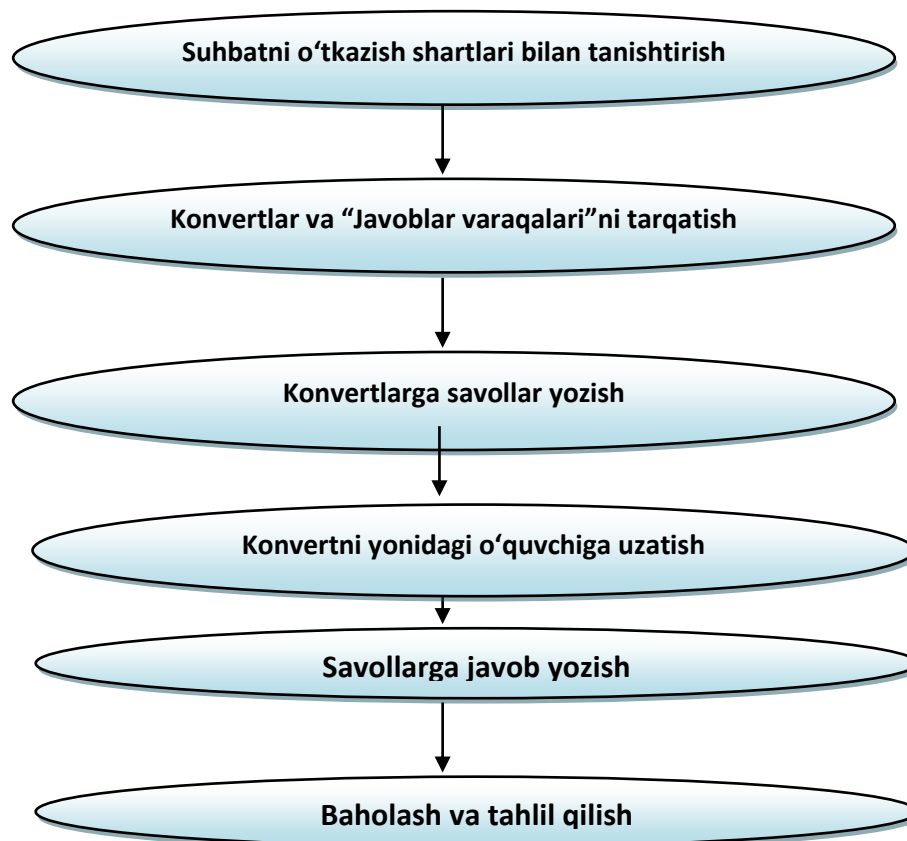 Suhbatni o‘tkazish shartlari bilan tanishtirish
Konvertlar va “Javoblar varaqalari”ni tarqatish
Konvertlarga savollar yozish
Konvertni yonidagi o‘quvchiga uzatish
Savollarga javob yozish
Baholash va tahlil qilish